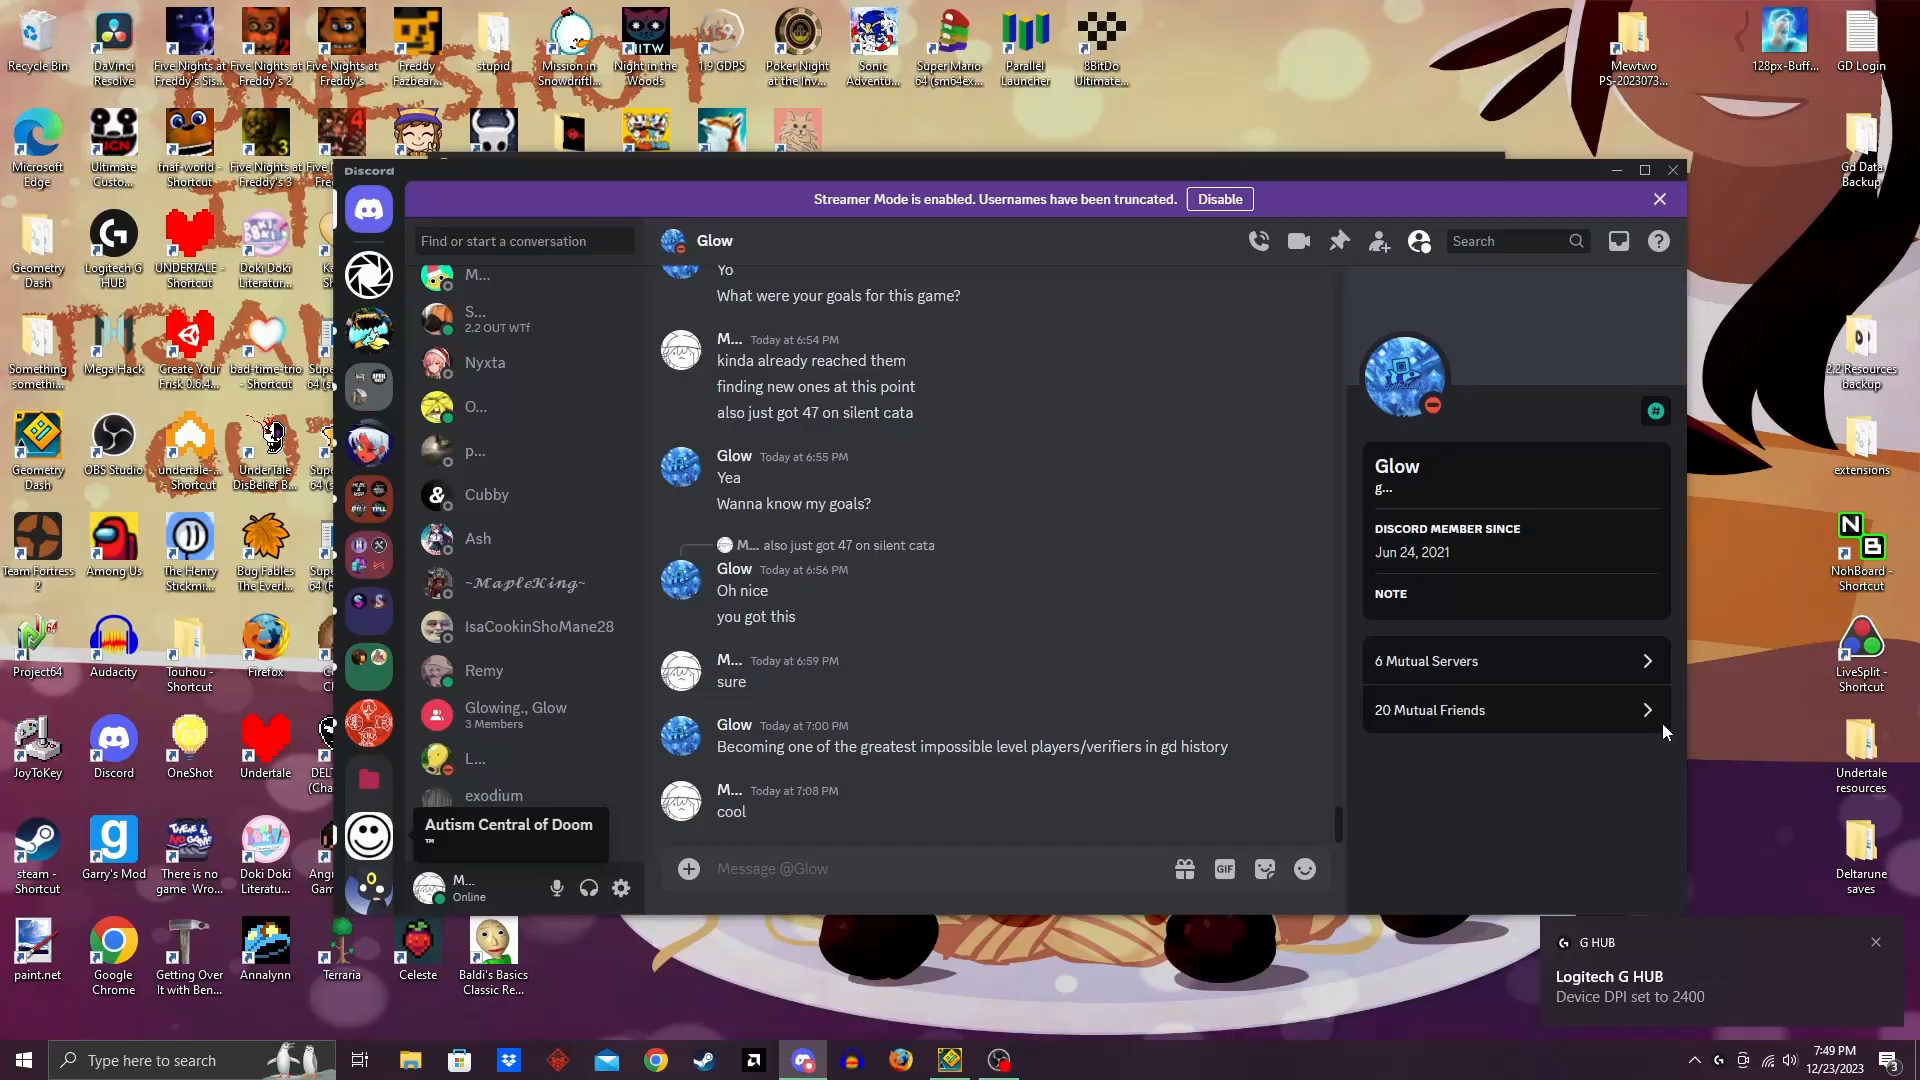 Recycle Bin
DaVinci
Resolve
Five Nights at
Freddy's Sis...
Five Nights at
Freddy's 2
Five Nights at
Freddy's
Freddy
Fazbear...
stupid
Mission in
Snowdriftl...
Night in the
Woods
1.9 GDPS
Poker Night
at the Inv...
Sonic
Adventu...
Super Mario
64 (sm64ex...
Parallel
Launcher
8BitDo
Ultimate...
Mewtwo
PS-2023073...
128px-Buff...
GD Login
Microsoft
Edge
Ultimate
Custo...
fnaf-world -
Shortcut
Five Nights at
Freddy's 3
Gd Data
Backup
Geometry
Dash
Logitech G
HUB
UNDERTALE -
Shortcut
Doki Doki
Literatur...
Something
somethi...
Mega Hack
Create Your
Frisk 0.6.4...
bad-time-trio
- Shortcut
2.2 Resources
backup
Geometry
Dash
OBS Studio
undertale-...
- Shortcut
UnderTale
DisBelief B...
extensions
Team Fortress
2
Among Us
The Henry
Stickmi...
Bug Fables
The Everl...
NohBoard -
Shortcut
Project64
Audacity
Touhou -
Shortcut
Firefox
LiveSplit -
Shortcut
JoyToKey
Discord
OneShot
Undertale
Undertale
resources
steam -
Shortcut
Garry's Mod
There is no
game Wro...
Doki Doki
Literatu...
Deltarune
saves
paint.net
Google
Chrome
Getting Over
It with Ben...
Annalynn
Terraria
Celeste
Baldi's Basics
Classic Re...
Discord
Streamer Mode is enabled. Usernames have been truncated.
Disable
Find or start a conversation
Glow
Search
M...
S...
2.2 OUT WTf
Nyxta
O...
p...
Cubby
Ash
~𝓜𝓪𝓹𝓵𝓮𝓚𝓲𝓷𝓰~
IsaCookinShoMane28
Remy
Glowing., Glow
3 Members
L...
exodium
Autism Central of Doom
™
M...
Online
Yo
What were your goals for this game?
M... Today at 6:54 PM
kinda already reached them
finding new ones at this point
also just got 47 on silent cata
Glow Today at 6:55 PM
Yea
Wanna know my goals?
M... also just got 47 on silent cata
Glow Today at 6:56 PM
Oh nice
you got this
M... Today at 6:59 PM
sure
Glow Today at 7:00 PM
Becoming one of the greatest impossible level players/verifiers in gd history
M... Today at 7:08 PM
cool
Message @Glow
GIF
Glow
g...
DISCORD MEMBER SINCE
Jun 24, 2021
NOTE
6 Mutual Servers
20 Mutual Friends
G HUB
Logitech G HUB
Device DPI set to 2400
Type here to search
7:49 PM
12/23/2023
3